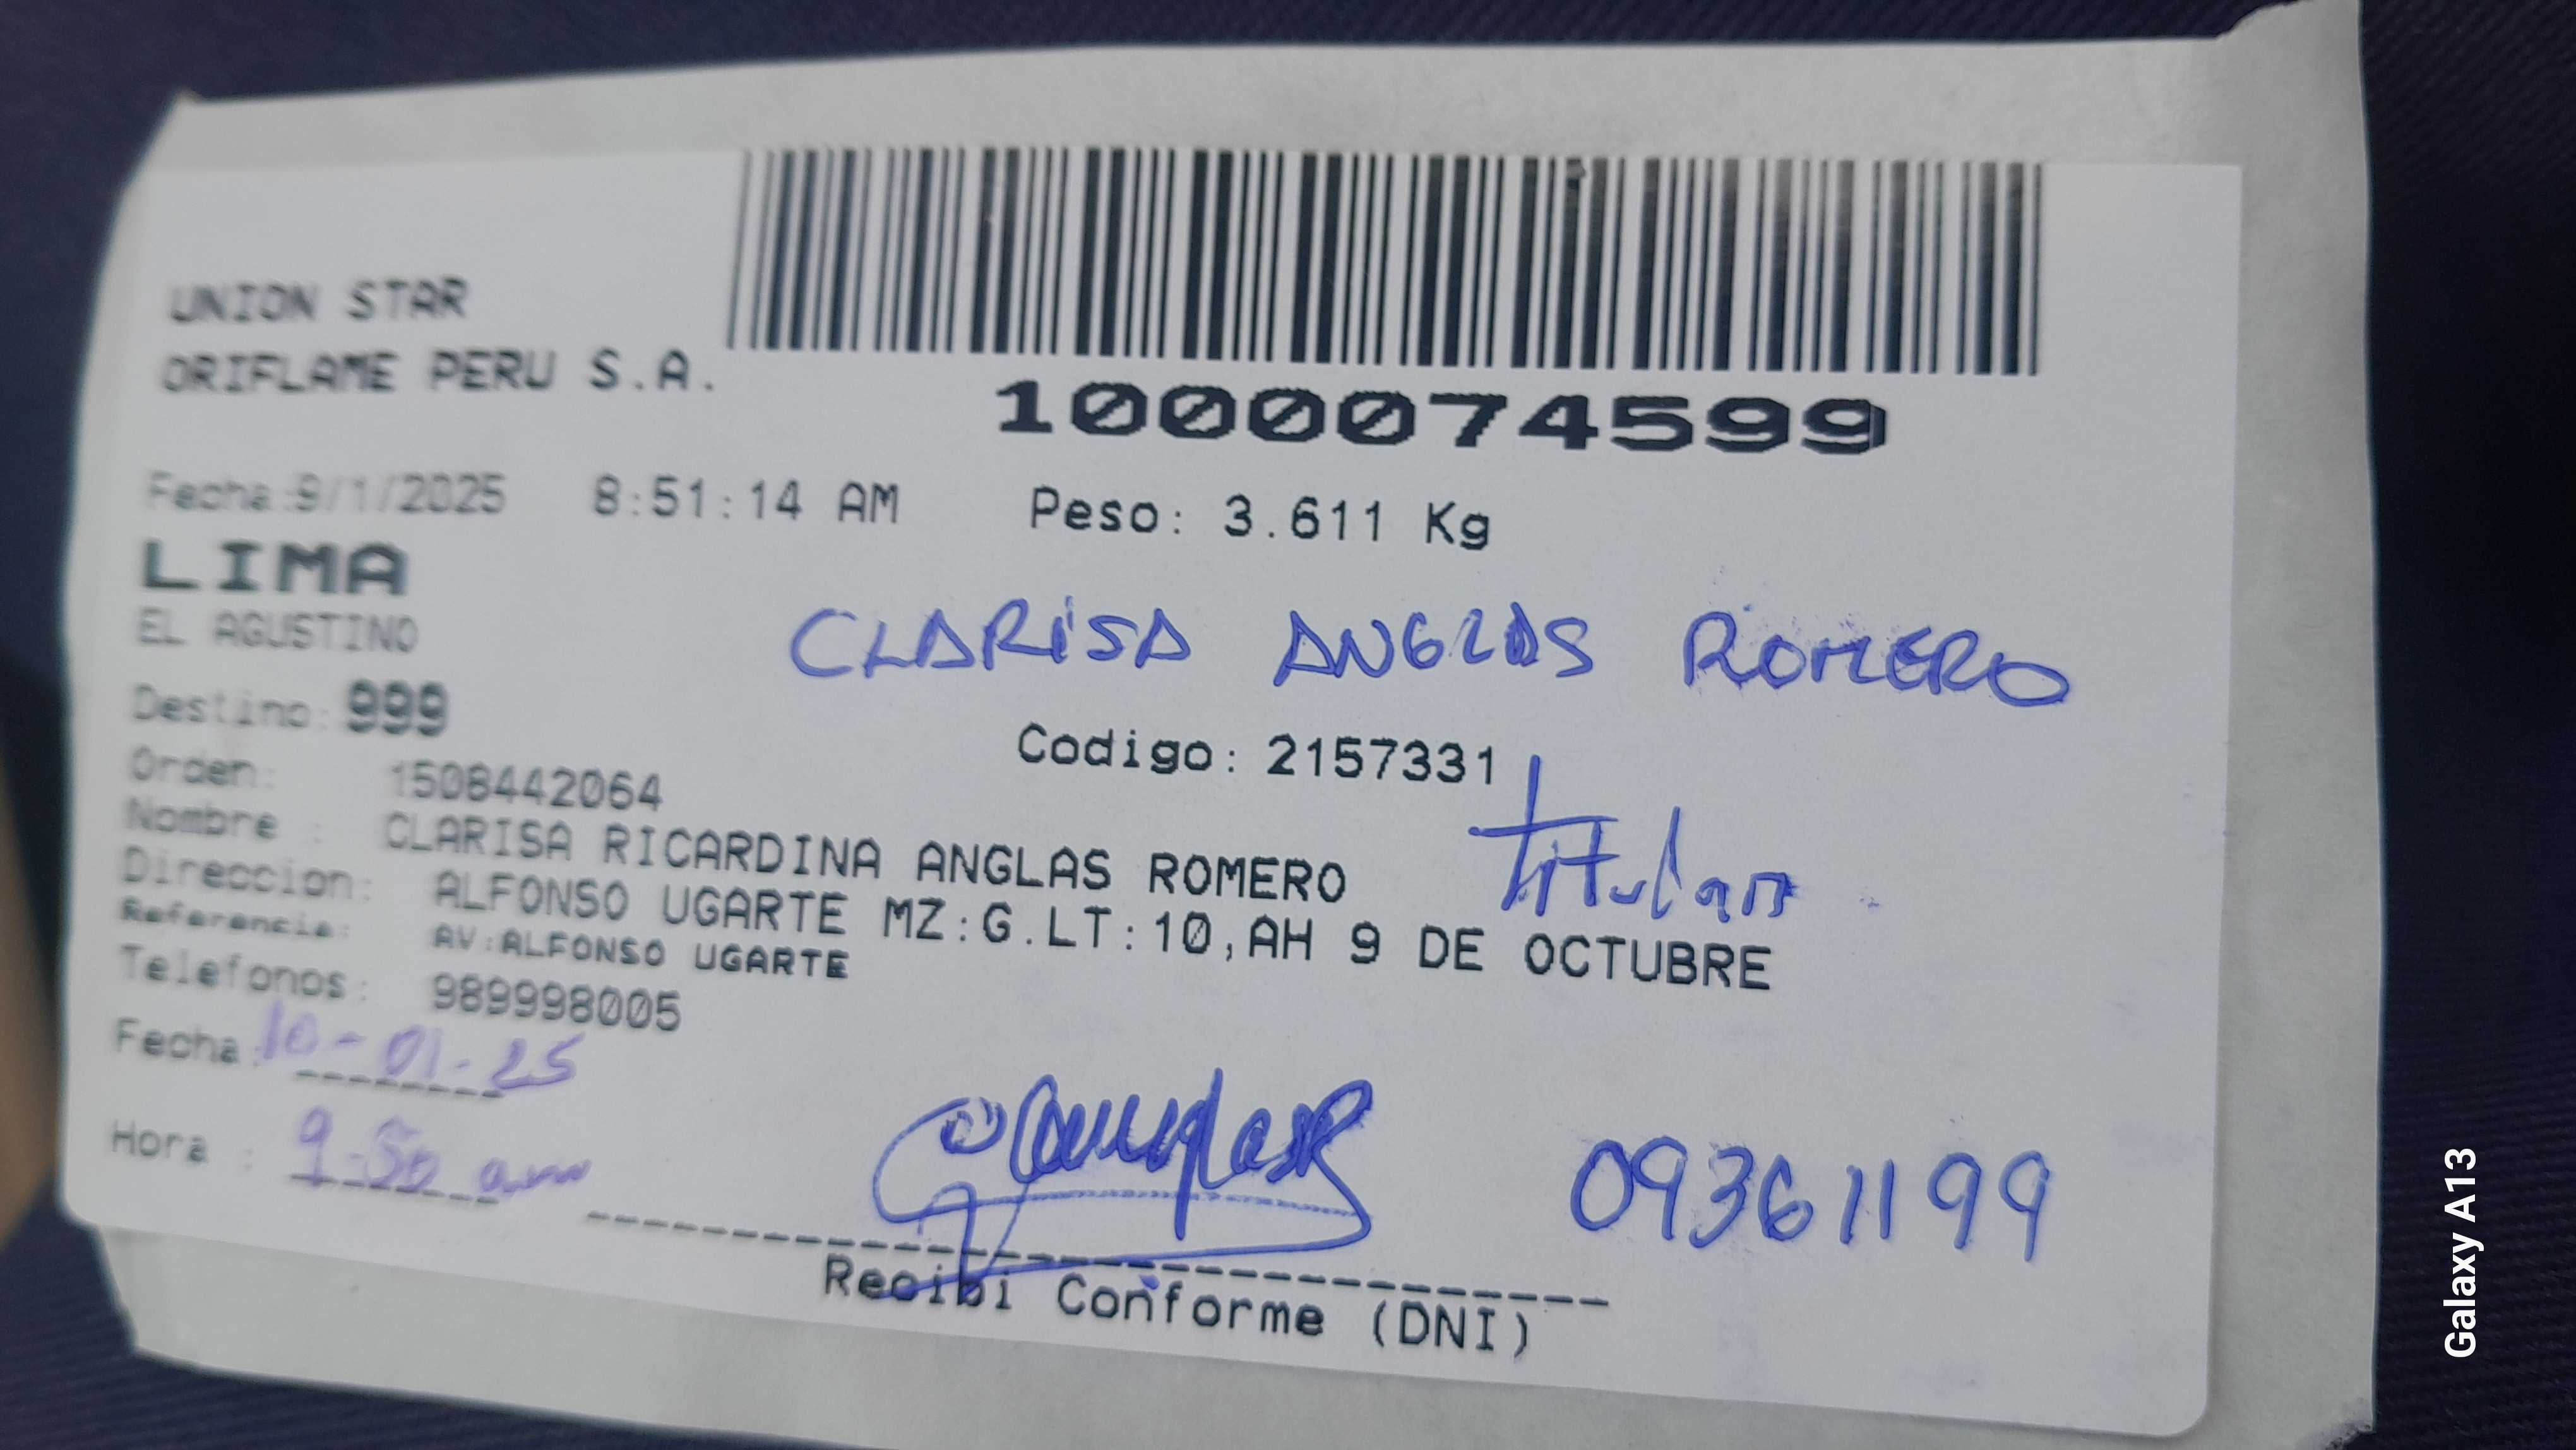 UNION STAR
ORIFLAME PERU S.A.
1000074599
Fecha:9/1/2025 8:51:14 AM Peso: 3.611 Kg
LIMA
EL AGUSTINO
CLARISA ANGLAS ROMERO
Destino: 999
Codigo: 2157331
Orden: 1508442064
Nombre : CLARISA RICARDINA ANGLAS ROMERO
titular
Direccion: ALFONSO UGARTE MZ:G.LT:10,AH 9 DE OCTUBRE
Referencia: AV:ALFONSO UGARTE
Telefonos: 989998005
Fecha: 10-01-25
Hora : 9-50 am
09361199
Recibi Conforme (DNI)
Galaxy A13